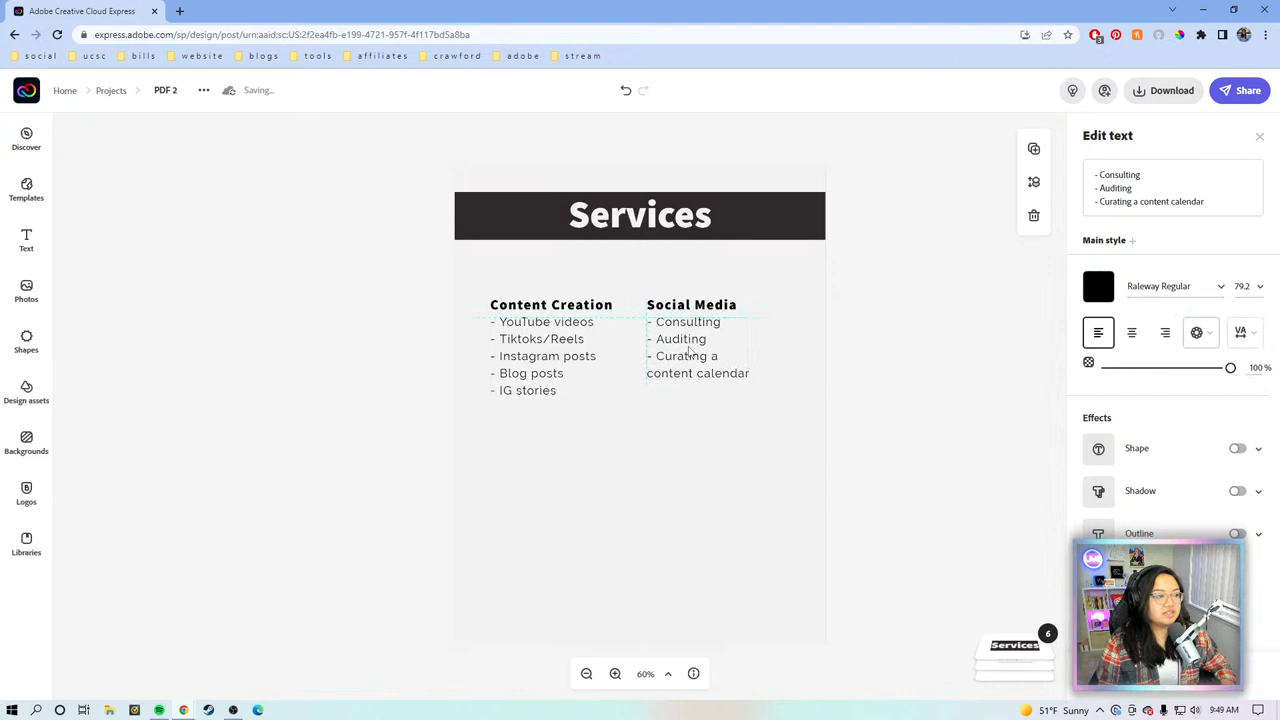 Adobe Creative Cloud Express
express.adobe.com/sp/design/post/urn:aaid:sc:US:2f2ea4fb-e199-4721-957f-4f117bd5a8ba
social
ucsc
bills
website
blogs
tools
affiliates
crawford
adobe
stream
Home
Projects
PDF 2
Saving...
Download
Share
Discover
Templates
Text
Photos
Shapes
Design assets
Backgrounds
Logos
Libraries
Services
Content Creation
- YouTube videos
- Tiktoks/Reels
- Instagram posts
- Blog posts
- IG stories
Social Media
- Consulting
- Auditing
- Curating a
content calendar
Edit text
- Consulting
- Auditing
- Curating a content calendar
Main style +
Raleway Regular
79.2
VA
100 %
Effects
Shape
Shadow
Outline
6
Services
60%
51°F Sunny
9:49 AM